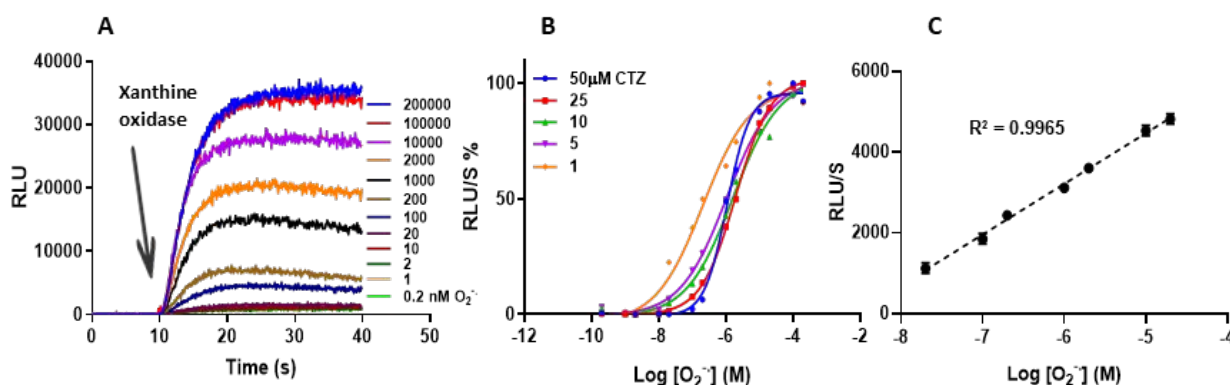 A
B
C
RLU
40000
30000
20000
10000
0
Xanthine
oxidase
200000
100000
10000
2000
1000
200
100
20
10
2
1
0.2 nM O₂⁻·
0 10 20 30 40 50
Time (s)
RLU/S %
100
50
0
50μM CTZ
25
10
5
1
-12 -10 -8 -6 -4 -2
Log [O₂⁻·] (M)
RLU/S
6000
4000
2000
0
R² = 0.9965
-8 -7 -6 -5 -4
Log [O₂⁻·] (M)